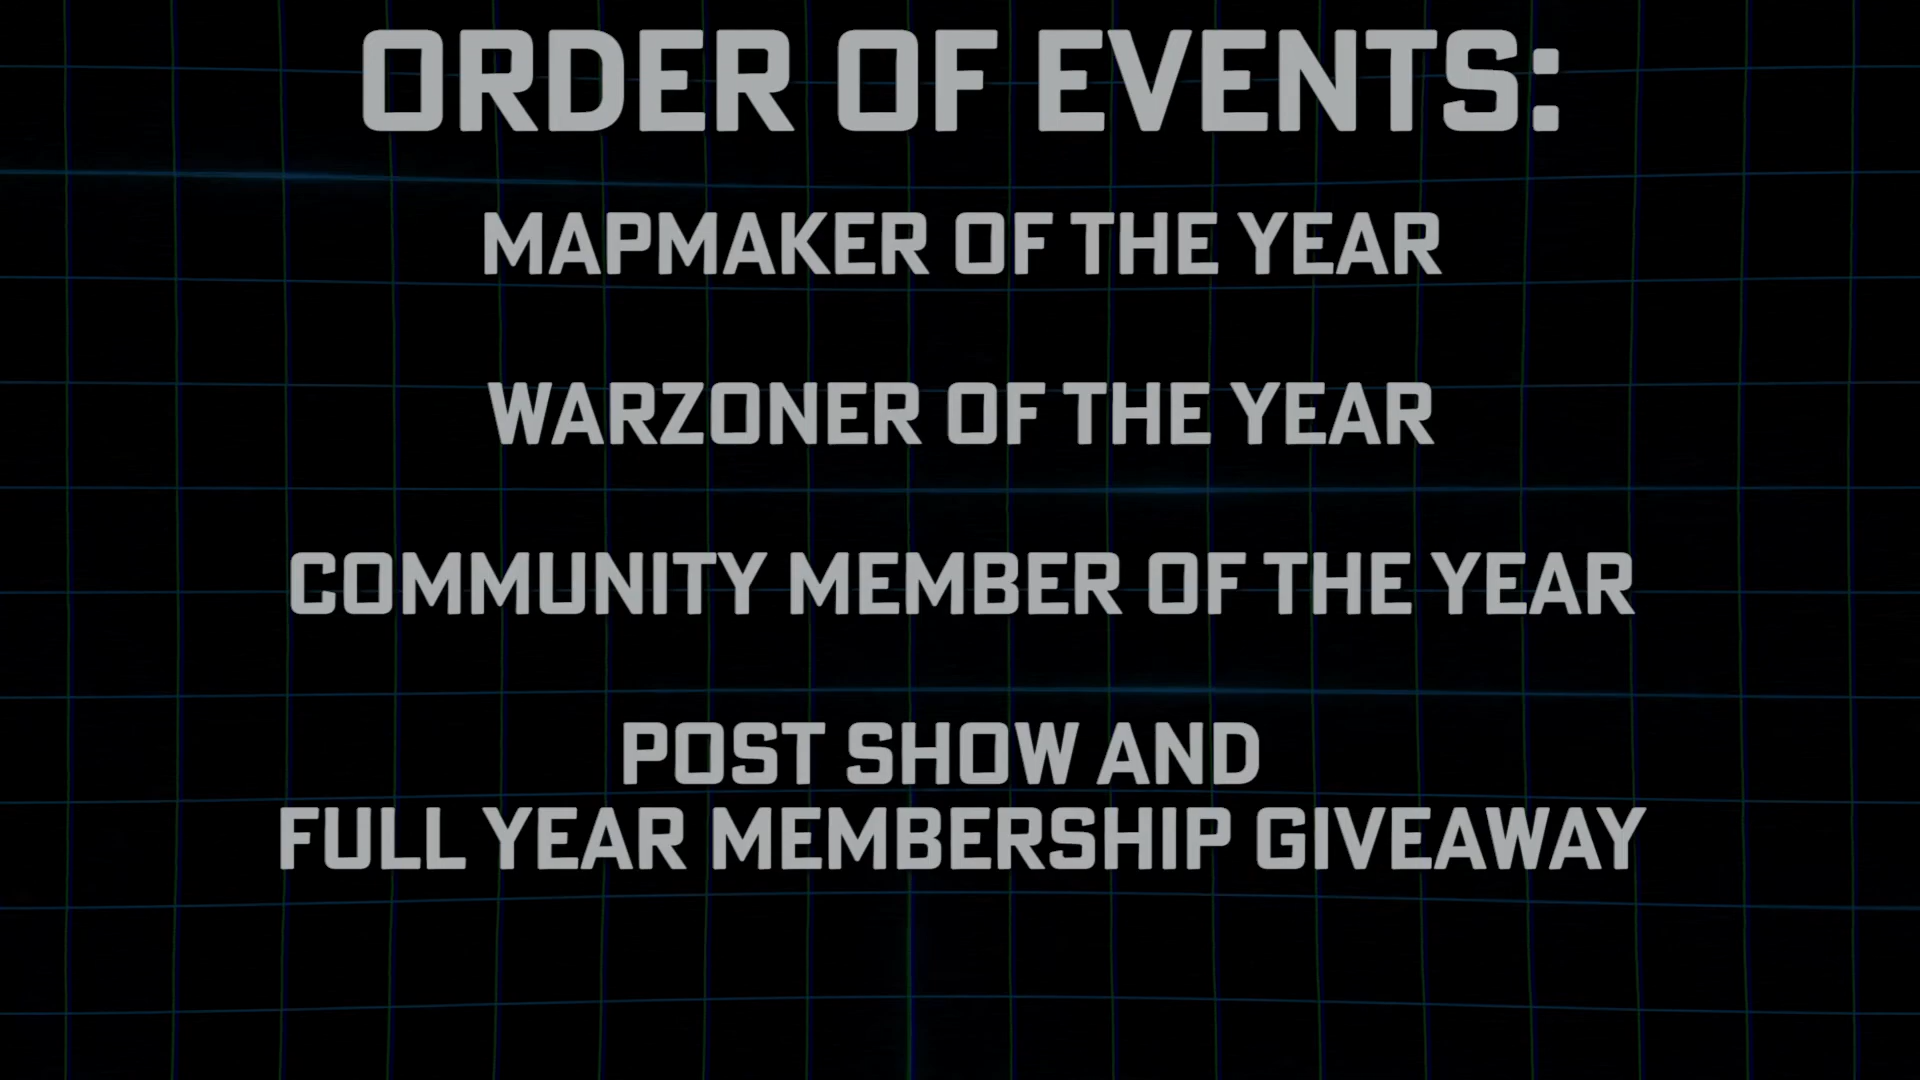 ORDER OF EVENTS:
MAPMAKER OF THE YEAR
WARZONER OF THE YEAR
COMMUNITY MEMBER OF THE YEAR
POST SHOW AND
FULL YEAR MEMBERSHIP GIVEAWAY